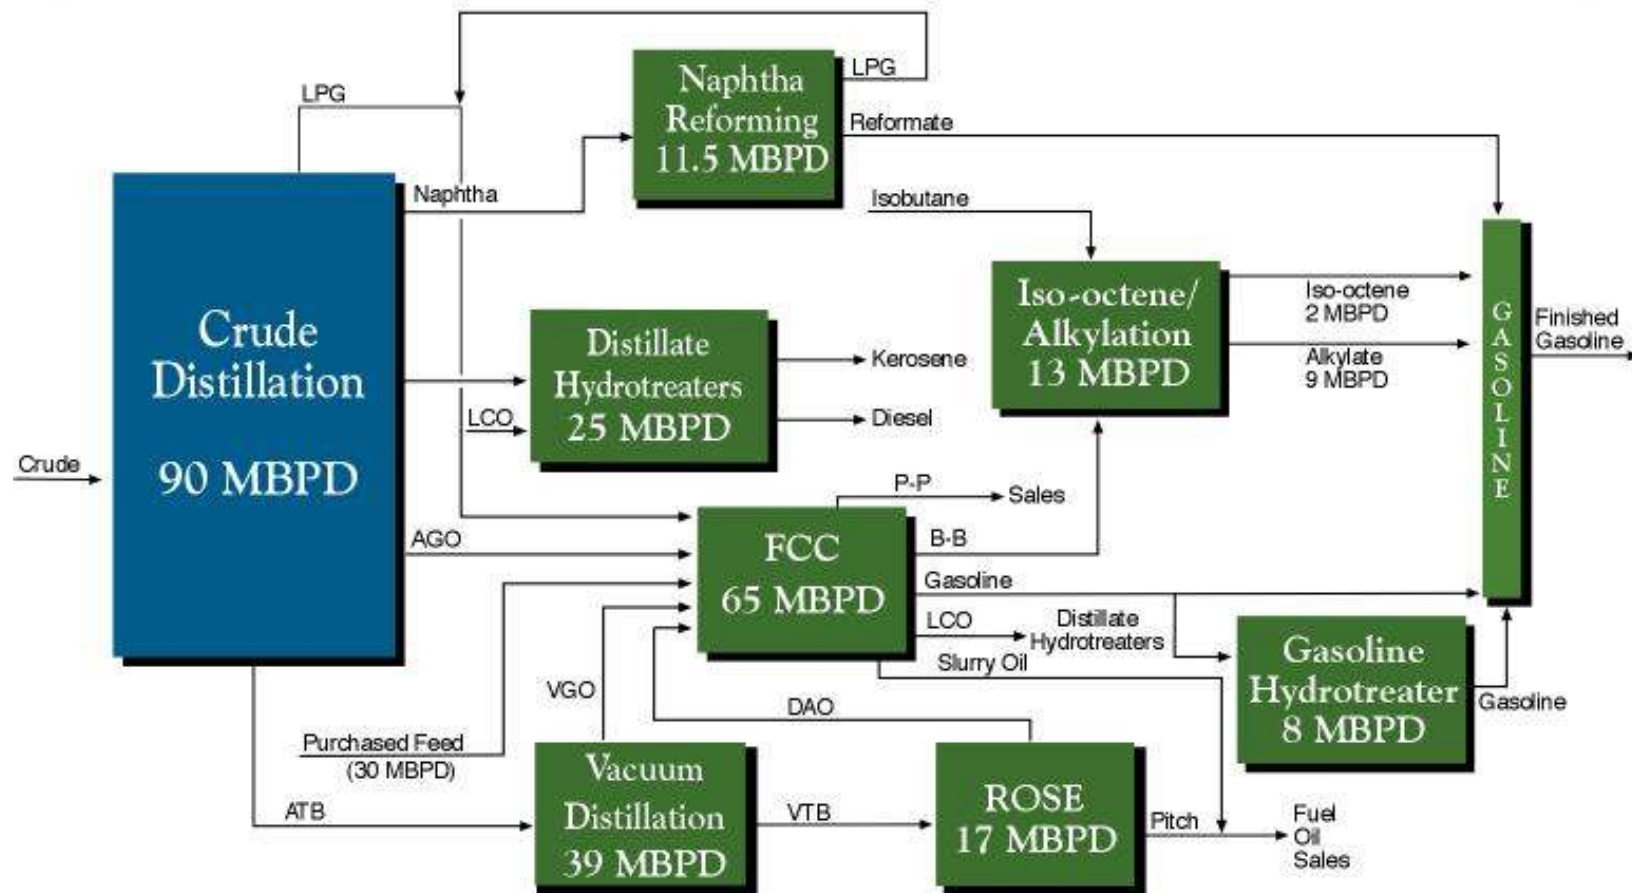 LPG
LPG
Naphtha
Reforming
11.5 MBPD
Reformate
Naphtha
Isobutane
Crude
Distillation
90 MBPD
Crude
Iso-octene/
Alkylation
13 MBPD
Iso-octene
2 MBPD
Alkylate
9 MBPD
GASOLINE
Finished
Gasoline
Distillate
Hydrotreaters
25 MBPD
Kerosene
Diesel
LCO
P-P
Sales
AGO
FCC
65 MBPD
B-B
Gasoline
LCO
Distillate
Hydrotreaters
Slurry Oil
Gasoline
Hydrotreater
8 MBPD
Gasoline
VGO
DAO
Purchased Feed
(30 MBPD)
ATB
Vacuum
Distillation
39 MBPD
VTB
ROSE
17 MBPD
Pitch
Fuel
Oil
Sales